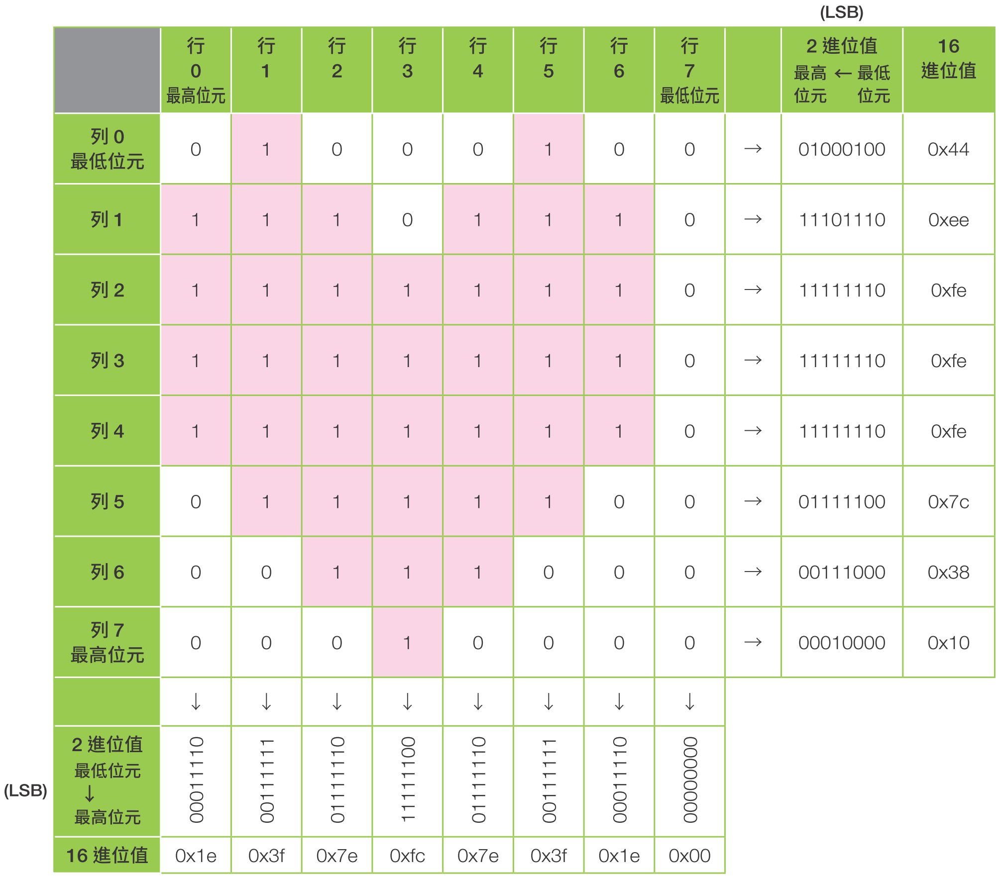 (LSB)
行 行 行 行 行 行 行 行 2 進位值 16
0 1 2 3 4 5 6 7 最高 ← 最低 進位值
最高位元 最低位元 位元 位元
列 0
最低位元 0 1 0 0 0 1 0 0 → 01000100 0x44
列 1 1 1 1 0 1 1 1 0 → 11101110 0xee
列 2 1 1 1 1 1 1 1 0 → 11111110 0xfe
列 3 1 1 1 1 1 1 1 0 → 11111110 0xfe
列 4 1 1 1 1 1 1 1 0 → 11111110 0xfe
列 5 0 1 1 1 1 1 0 0 → 01111100 0x7c
列 6 0 0 1 1 1 0 0 0 → 00111000 0x38
列 7
最高位元 0 0 0 1 0 0 0 0 → 00010000 0x10
↓ ↓ ↓ ↓ ↓ ↓ ↓ ↓
2 進位值
最低位元
(LSB) ↓
最高位元
00011110 00111111 01111110 11111100 01111110 00111111 00011110 00000000
16 進位值 0x1e 0x3f 0x7e 0xfc 0x7e 0x3f 0x1e 0x00